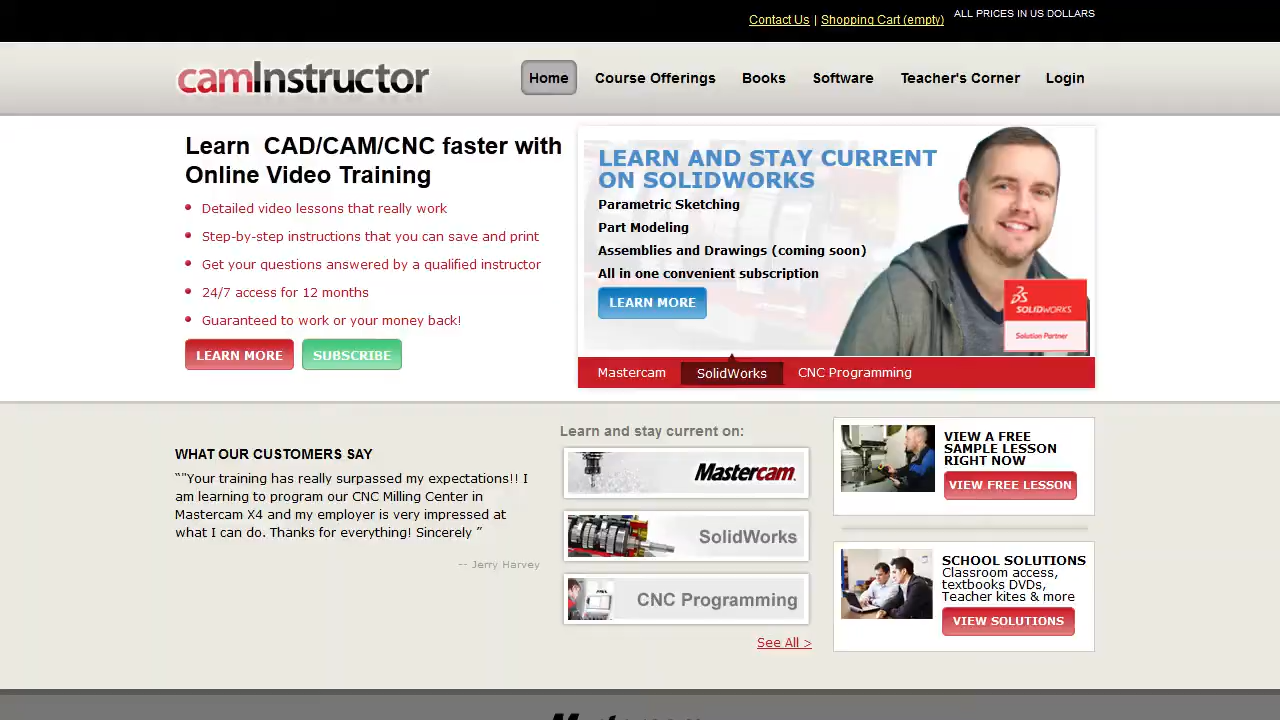 Contact Us | Shopping Cart (empty) ALL PRICES IN US DOLLARS
camInstructor
Home Course Offerings Books Software Teacher's Corner Login
Learn CAD/CAM/CNC faster with
Online Video Training
Detailed video lessons that really work
Step-by-step instructions that you can save and print
Get your questions answered by a qualified instructor
24/7 access for 12 months
Guaranteed to work or your money back!
LEARN MORE SUBSCRIBE
LEARN AND STAY CURRENT
ON SOLIDWORKS
Parametric Sketching
Part Modeling
Assemblies and Drawings (coming soon)
All in one convenient subscription
LEARN MORE
SOLIDWORKS
Solution Partner
Mastercam SolidWorks CNC Programming
WHAT OUR CUSTOMERS SAY
“"Your training has really surpassed my expectations!! I
am learning to program our CNC Milling Center in
Mastercam X4 and my employer is very impressed at
what I can do. Thanks for everything! Sincerely ”
-- Jerry Harvey
Learn and stay current on:
Mastercam.
SolidWorks
CNC Programming
See All >
VIEW A FREE
SAMPLE LESSON
RIGHT NOW
VIEW FREE LESSON
SCHOOL SOLUTIONS
Classroom access,
textbooks DVDs,
Teacher kites & more
VIEW SOLUTIONS